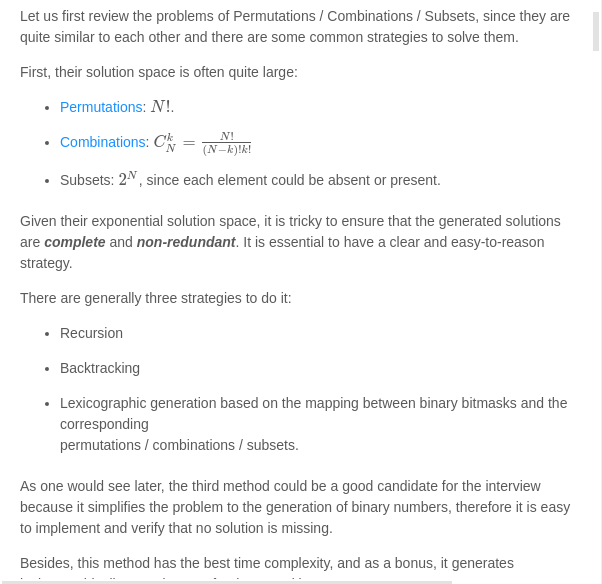 Let us first review the problems of Permutations / Combinations / Subsets, since they are
quite similar to each other and there are some common strategies to solve them.
First, their solution space is often quite large:
• Permutations: N!.
• Combinations: C_N^k = N! / (N−k)!k!
• Subsets: 2^N, since each element could be absent or present.
Given their exponential solution space, it is tricky to ensure that the generated solutions
are complete and non-redundant. It is essential to have a clear and easy-to-reason
strategy.
There are generally three strategies to do it:
• Recursion
• Backtracking
• Lexicographic generation based on the mapping between binary bitmasks and the
corresponding
permutations / combinations / subsets.
As one would see later, the third method could be a good candidate for the interview
because it simplifies the problem to the generation of binary numbers, therefore it is easy
to implement and verify that no solution is missing.
Besides, this method has the best time complexity, and as a bonus, it generates